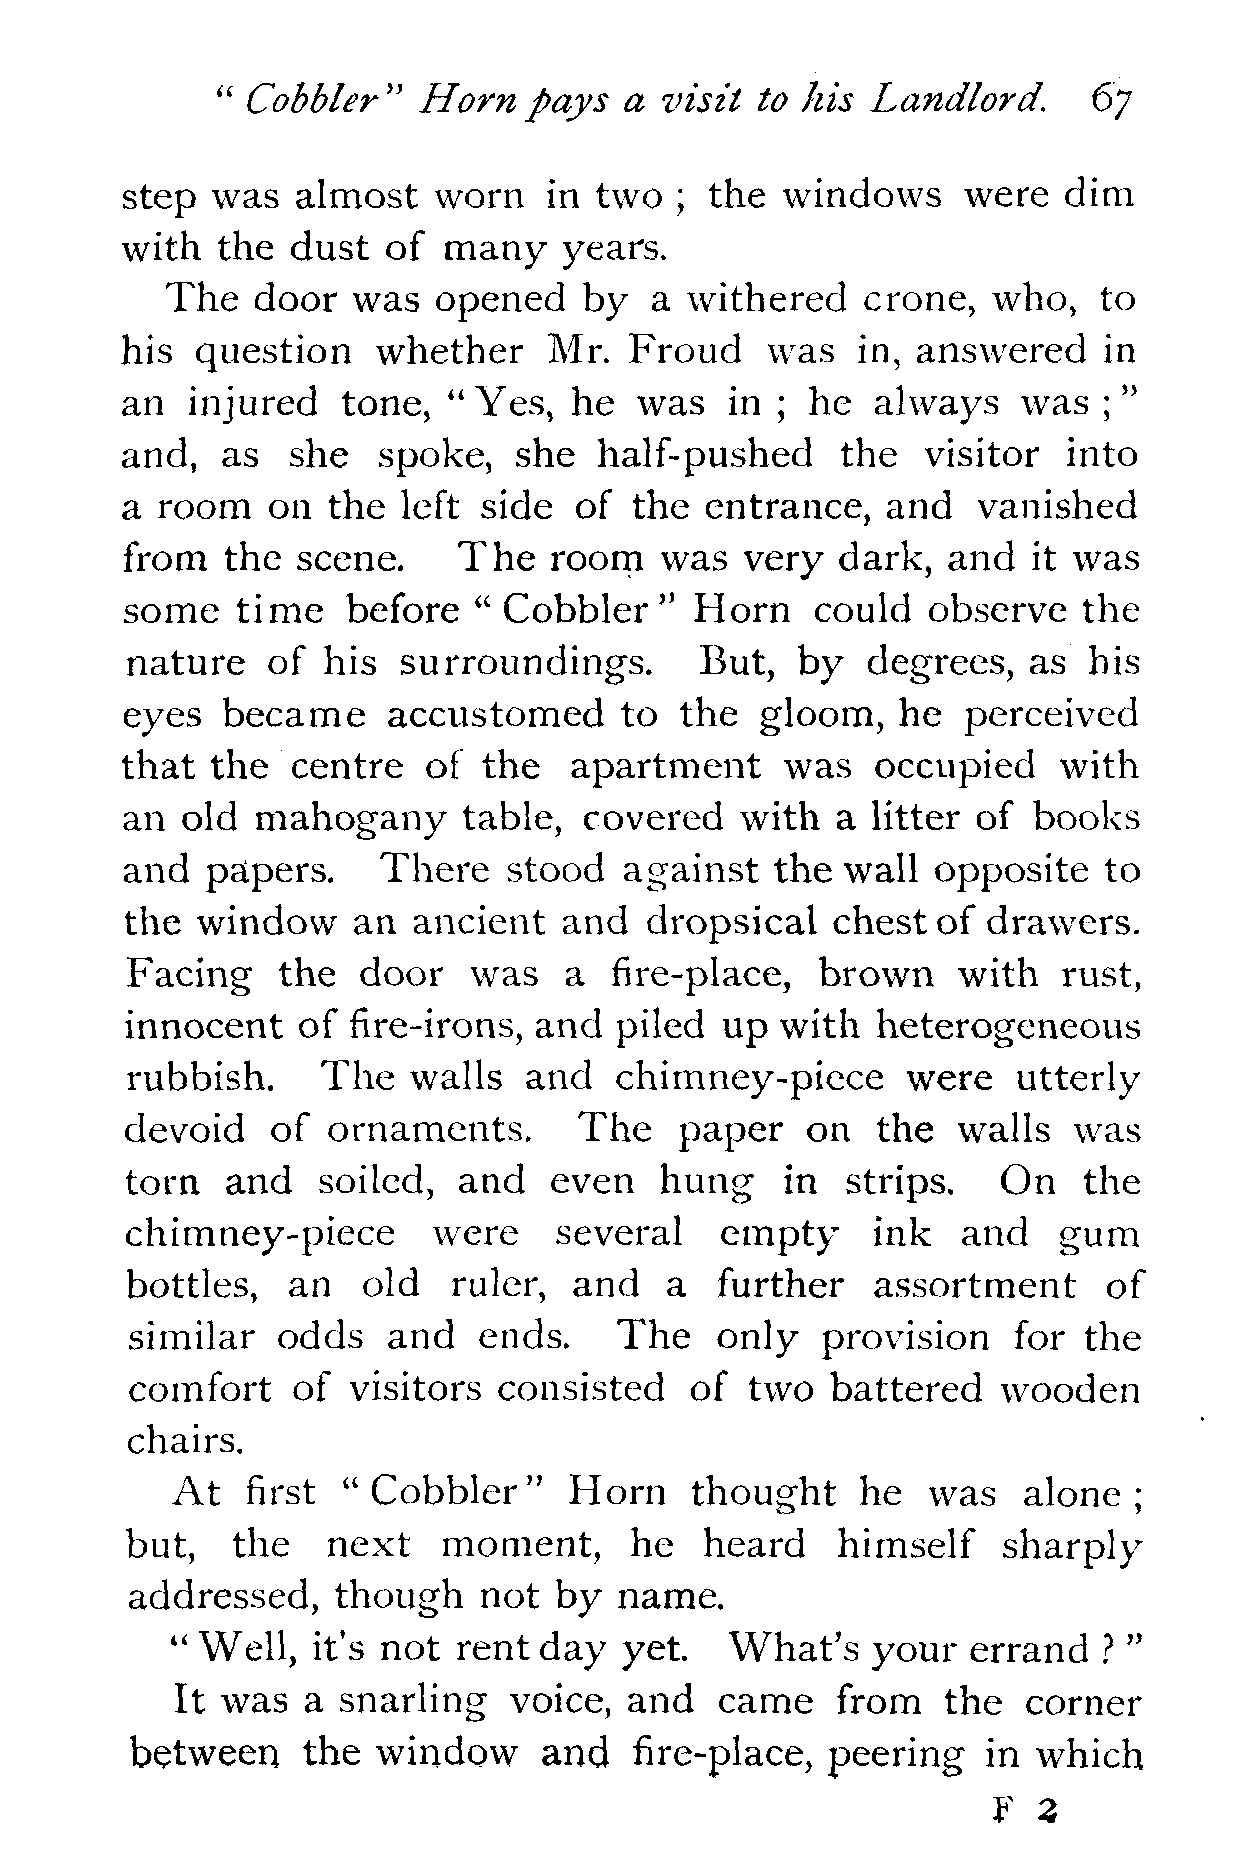 “ Cobbler ” Horn pays a visit to his Landlord. 67
step was almost worn in two ; the windows were dim
with the dust of many years.
The door was opened by a withered crone, who, to
his question whether Mr. Froud was in, answered in
an injured tone, “ Yes, he was in ; he always was ; ”
and, as she spoke, she half-pushed the visitor into
a room on the left side of the entrance, and vanished
from the scene. The room was very dark, and it was
some time before “ Cobbler ” Horn could observe the
nature of his surroundings. But, by degrees, as his
eyes became accustomed to the gloom, he perceived
that the centre of the apartment was occupied with
an old mahogany table, covered with a litter of books
and papers. There stood against the wall opposite to
the window an ancient and dropsical chest of drawers.
Facing the door was a fire-place, brown with rust,
innocent of fire-irons, and piled up with heterogeneous
rubbish. The walls and chimney-piece were utterly
devoid of ornaments. The paper on the walls was
torn and soiled, and even hung in strips. On the
chimney-piece were several empty ink and gum
bottles, an old ruler, and a further assortment of
similar odds and ends. The only provision for the
comfort of visitors consisted of two battered wooden
chairs.
At first “ Cobbler ” Horn thought he was alone ;
but, the next moment, he heard himself sharply
addressed, though not by name.
“ Well, it's not rent day yet. What's your errand ? ”
It was a snarling voice, and came from the corner
between the window and fire-place, peering in which
F 2